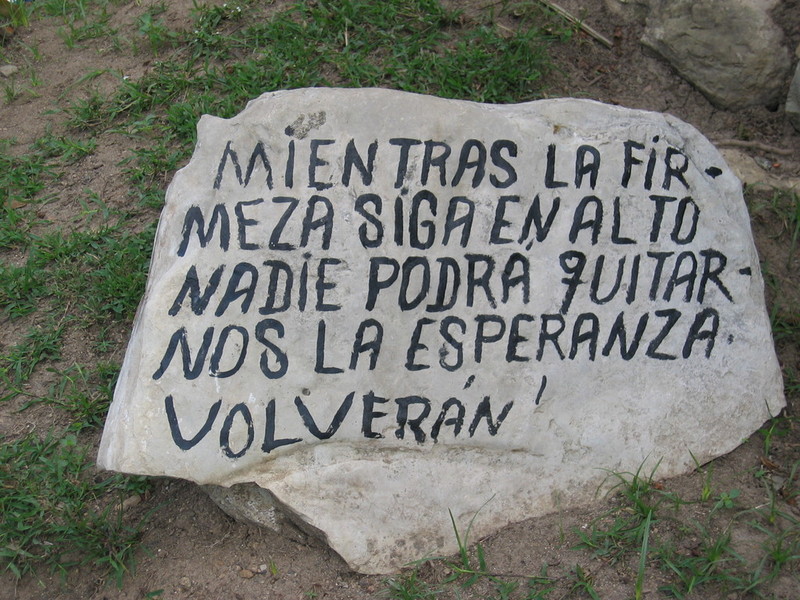 MIENTRAS LA FIR-
MEZA SIGA EN ALTO
NADIE PODRÁ QUITAR-
NOS LA ESPERANZA.
VOLVERÁN!